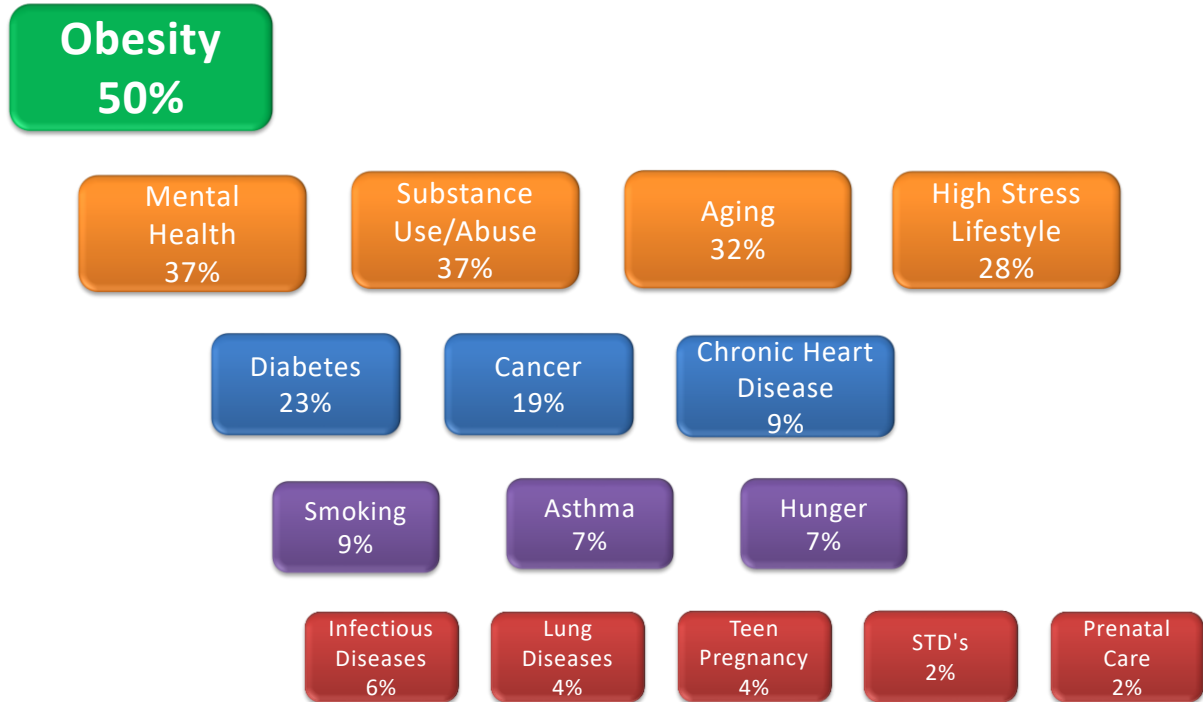 Obesity
50%
Mental
Health
37%
Substance
Use/Abuse
37%
Aging
32%
High Stress
Lifestyle
28%
Diabetes
23%
Cancer
19%
Chronic Heart
Disease
9%
Smoking
9%
Asthma
7%
Hunger
7%
Infectious
Diseases
6%
Lung
Diseases
4%
Teen
Pregnancy
4%
STD's
2%
Prenatal
Care
2%